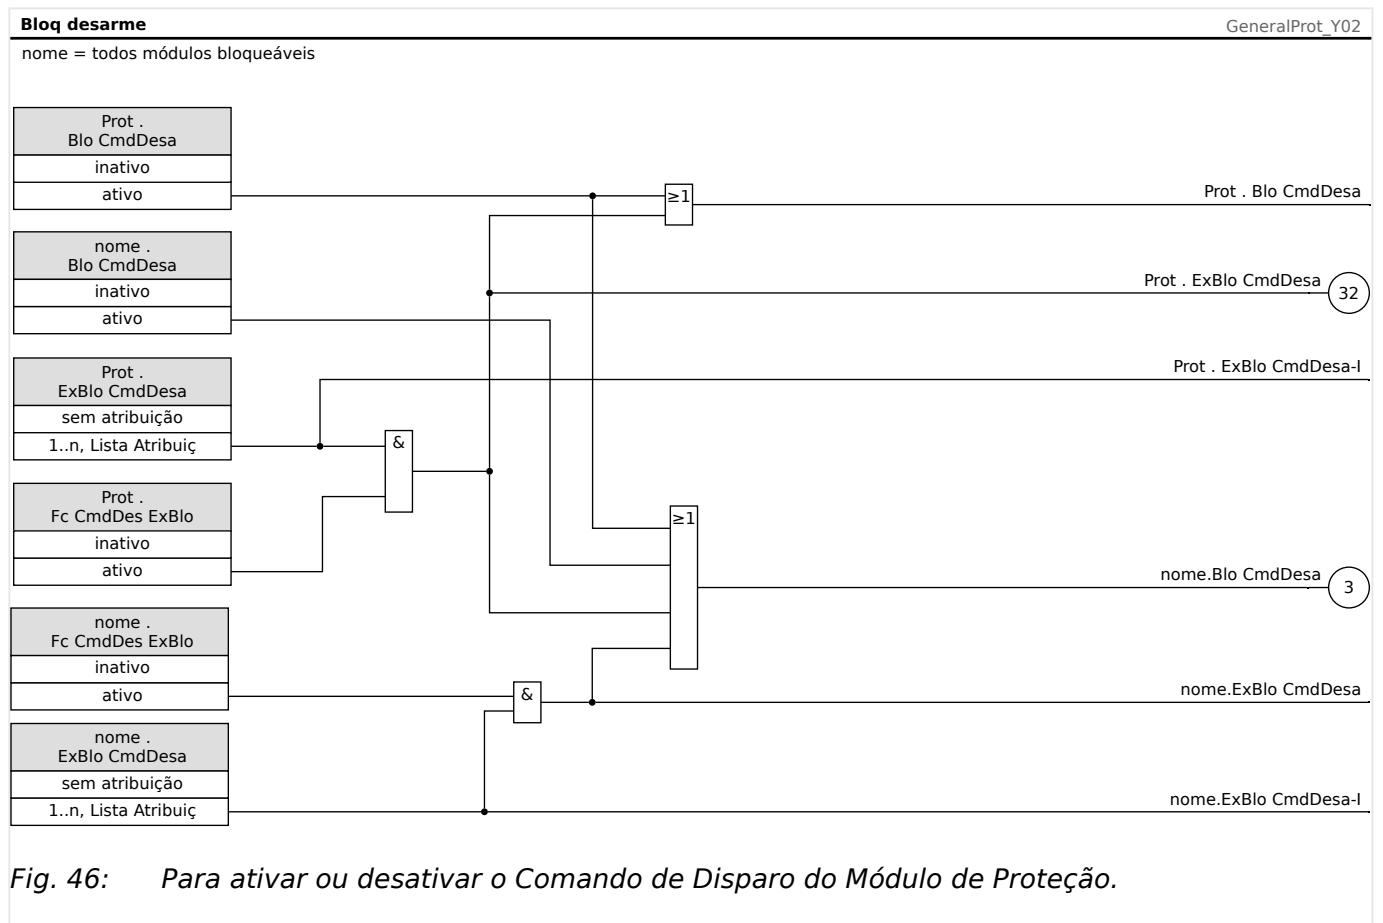 Bloq desarme
GeneralProt_Y02
nome = todos módulos bloqueáveis
Prot .
Blo CmdDesa
inativo
ativo
≥1
Prot . Blo CmdDesa
nome .
Blo CmdDesa
inativo
ativo
Prot . ExBlo CmdDesa
32
Prot .
ExBlo CmdDesa
sem atribuição
1..n, Lista Atribuiç
Prot . ExBlo CmdDesa-I
&
Prot .
Fc CmdDes ExBlo
inativo
ativo
≥1
nome.Blo CmdDesa
3
nome .
Fc CmdDes ExBlo
inativo
ativo
&
nome.ExBlo CmdDesa
nome .
ExBlo CmdDesa
sem atribuição
1..n, Lista Atribuiç
nome.ExBlo CmdDesa-I
Fig. 46: Para ativar ou desativar o Comando de Disparo do Módulo de Proteção.